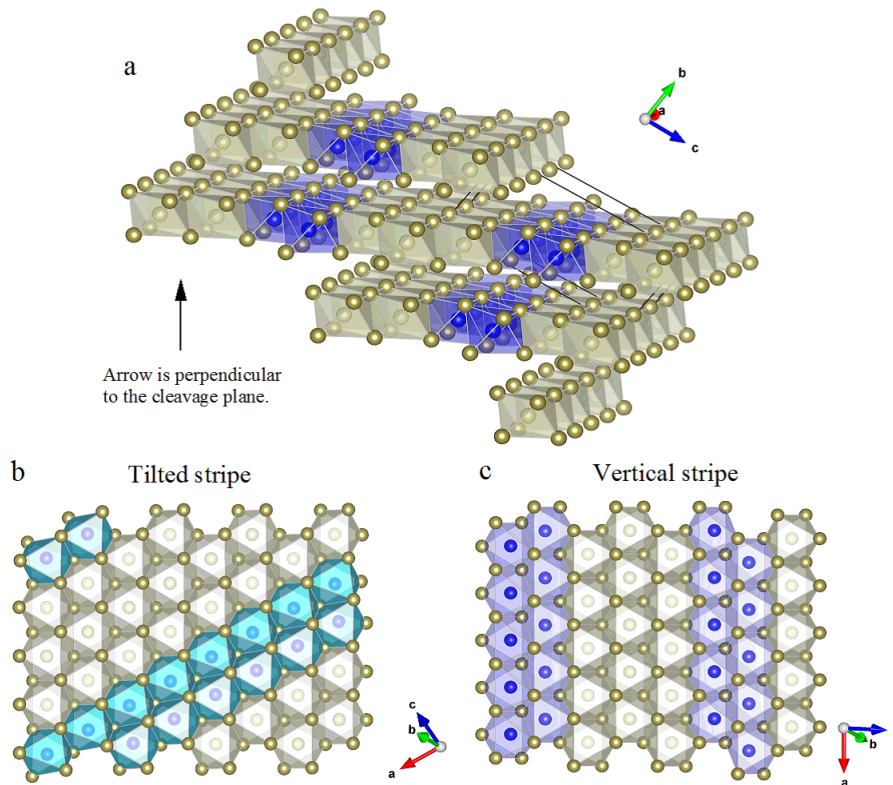 a
b
a
c
Arrow is perpendicular
to the cleavage plane.
b
Tilted stripe
c
Vertical stripe
c
b
a
b
a